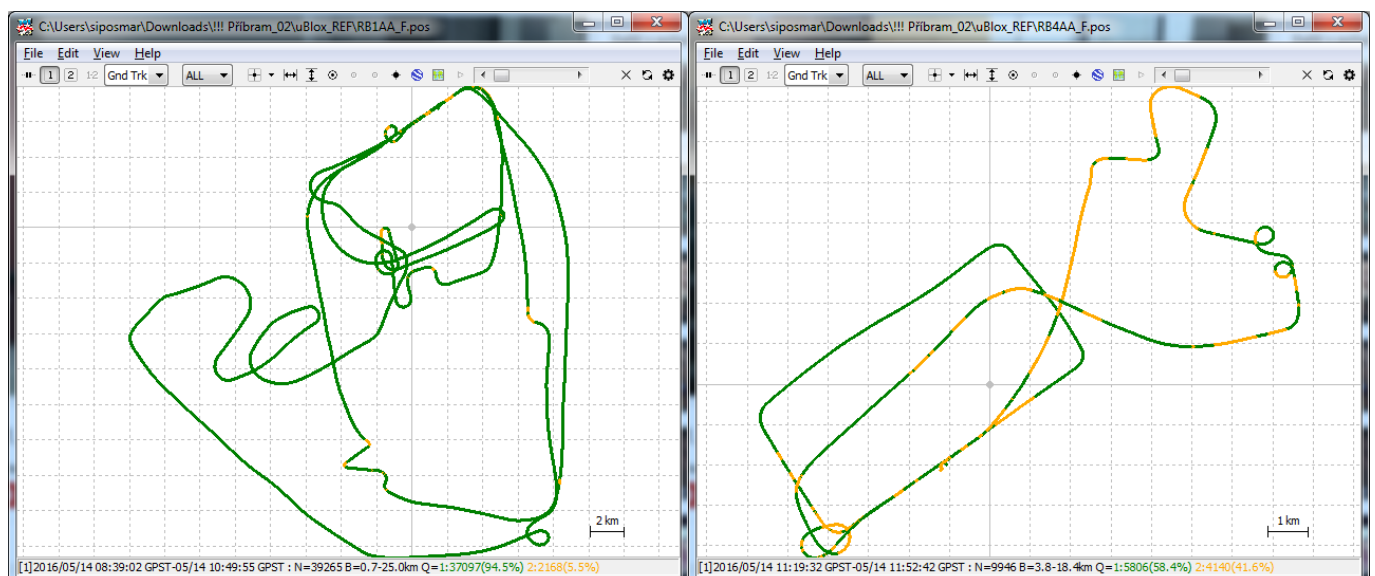 C:\Users\siposmar\Downloads\!!! Příbram_02\uBlox_REF\RB1AA_F.pos
File Edit View Help
1 2 1-2 Gnd Trk ALL
2 km
[1]2016/05/14 08:39:02 GPST-05/14 10:49:55 GPST : N=39265 B=0.7-25.0km Q=1:37097(94.5%) 2:2168(5.5%)
C:\Users\siposmar\Downloads\!!! Příbram_02\uBlox_REF\RB4AA_F.pos
File Edit View Help
1 2 1-2 Gnd Trk ALL
1 km
[1]2016/05/14 11:19:32 GPST-05/14 11:52:42 GPST : N=9946 B=3.8-18.4km Q=1:5806(58.4%) 2:4140(41.6%)